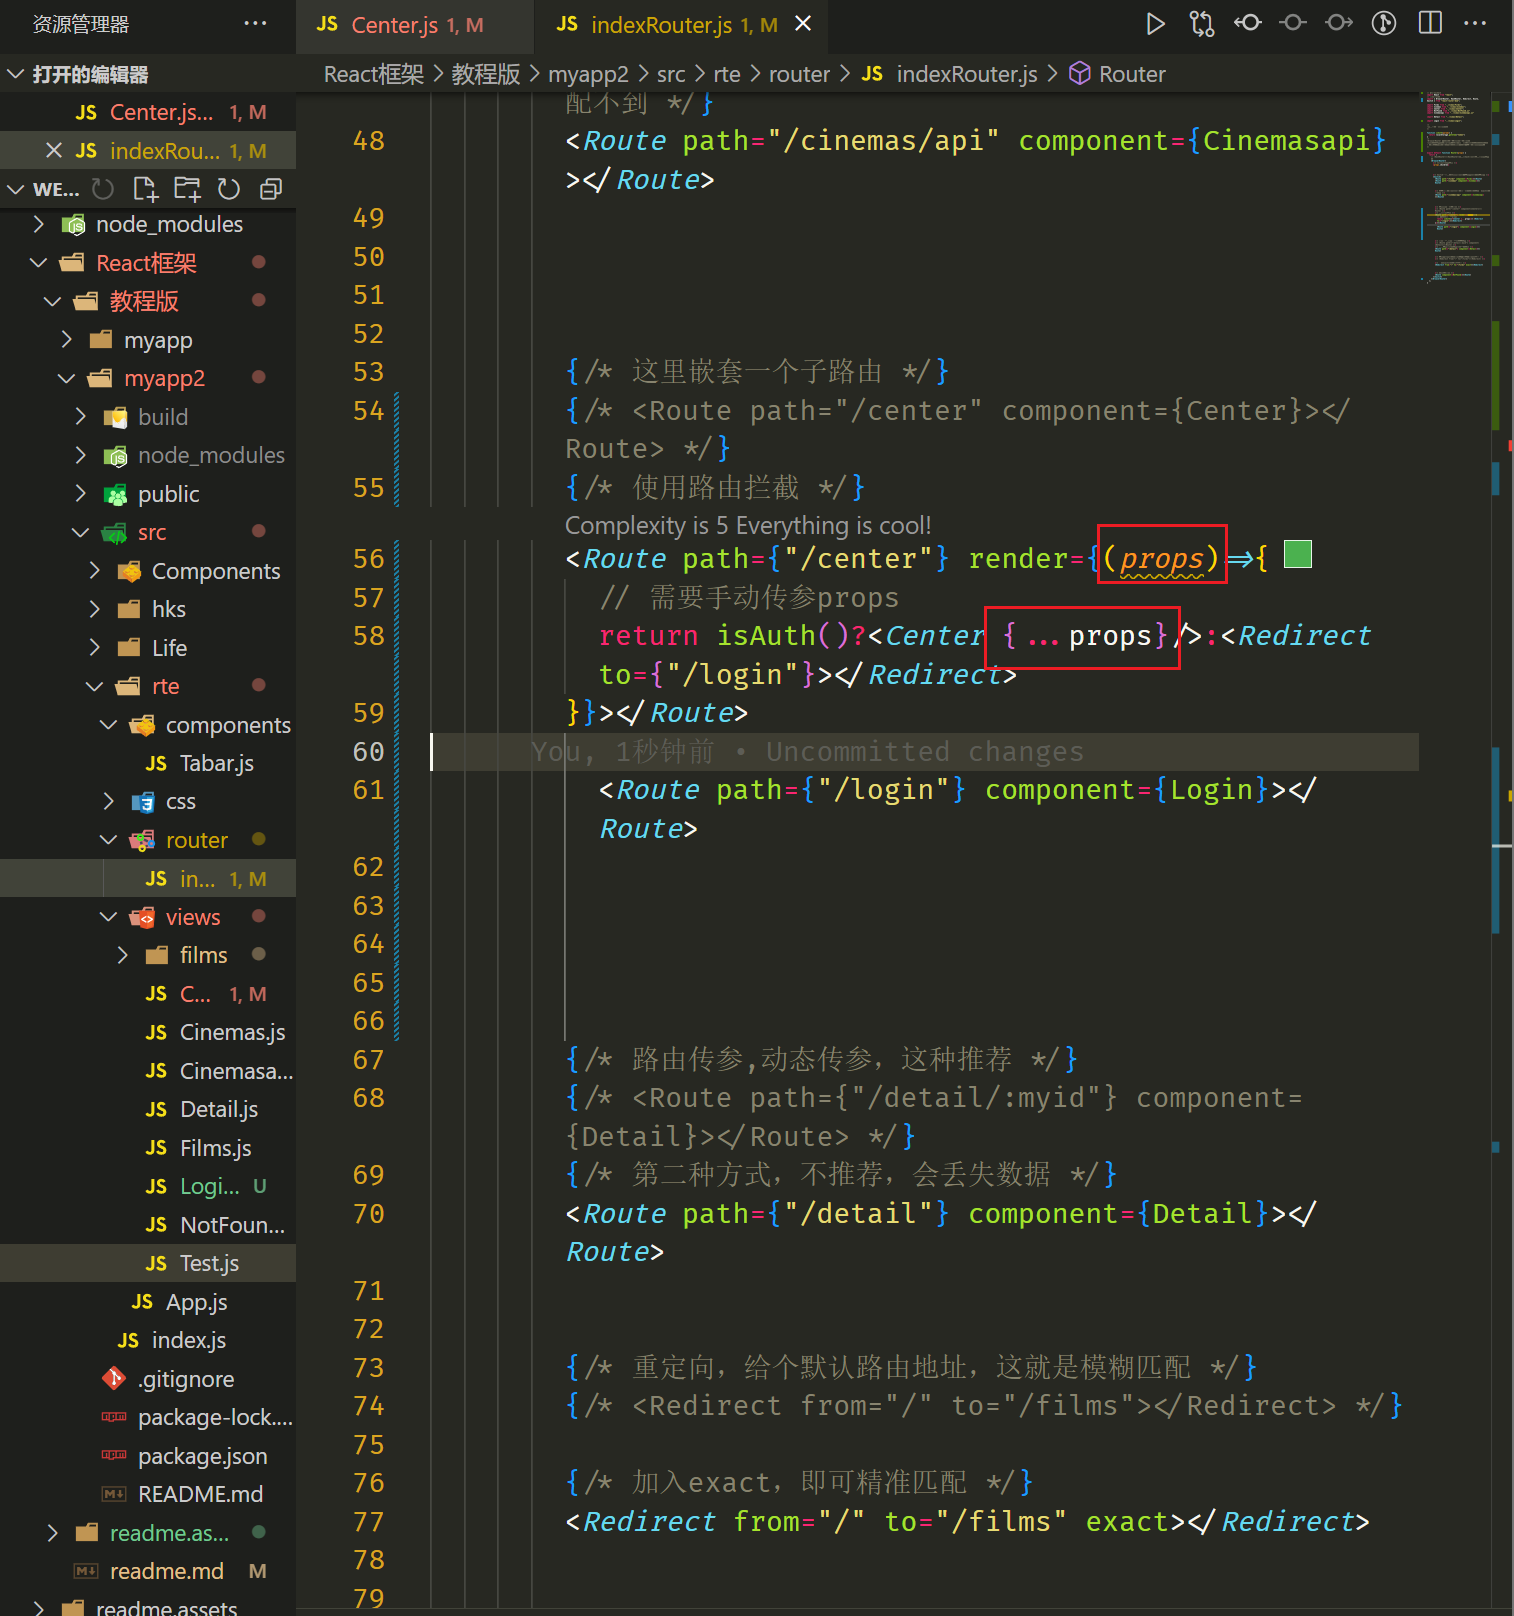 资源管理器 ···
JS Center.js 1, M
JS indexRouter.js 1, M
打开的编辑器
React框架 > 教程版 > myapp2 > src > rte > router > JS indexRouter.js > Router
JS Center.js... 1, M
JS indexRou... 1, M
WE...
node_modules
React框架
教程版
myapp
myapp2
build
node_modules
public
src
Components
hks
Life
rte
components
JS Tabar.js
css
router
JS in... 1, M
views
films
JS C... 1, M
JS Cinemas.js
JS Cinemasa...
JS Detail.js
JS Films.js
JS Logi... U
JS NotFoun...
JS Test.js
JS App.js
JS index.js
.gitignore
package-lock....
package.json
README.md
readme.as...
readme.md M
readme.assets
配不到 */}
48 <Route path="/cinemas/api" component={Cinemasapi}
></Route>
49
50
51
52
53 {/* 这里嵌套一个子路由 */}
54 {/* <Route path="/center" component={Center}></
Route> */}
55 {/* 使用路由拦截 */}
Complexity is 5 Everything is cool!
56 <Route path={"/center"} render={(props)=>{
57 // 需要手动传参props
58 return isAuth()?<Center {...props}/>:<Redirect
to={"/login"}></Redirect>
59 }}></Route>
60 You, 1秒钟前 • Uncommitted changes
61 <Route path={"/login"} component={Login}></
Route>
62
63
64
65
66
67 {/* 路由传参,动态传参，这种推荐 */}
68 {/* <Route path={"/detail/:myid"} component=
{Detail}></Route> */}
69 {/* 第二种方式，不推荐，会丢失数据 */}
70 <Route path={"/detail"} component={Detail}></
Route>
71
72
73 {/* 重定向，给个默认路由地址，这就是模糊匹配 */}
74 {/* <Redirect from="/" to="/films"></Redirect> */}
75
76 {/* 加入exact，即可精准匹配 */}
77 <Redirect from="/" to="/films" exact></Redirect>
78
79